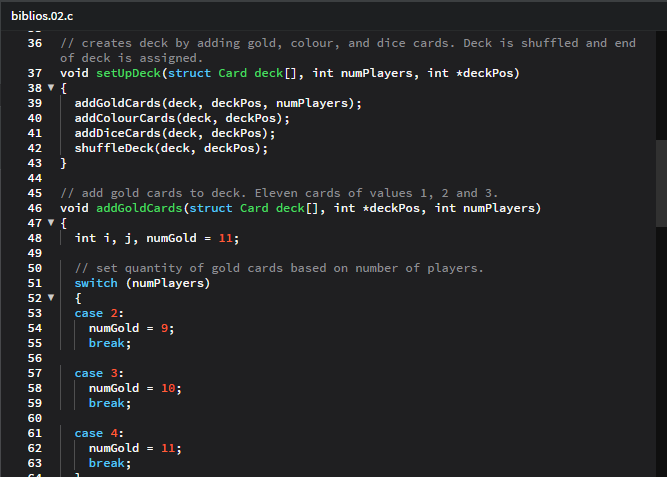 biblios.02.c
36 // creates deck by adding gold, colour, and dice cards. Deck is shuffled and end
of deck is assigned.
37 void setUpDeck(struct Card deck[], int numPlayers, int *deckPos)
38 {
39 addGoldCards(deck, deckPos, numPlayers);
40 addColourCards(deck, deckPos);
41 addDiceCards(deck, deckPos);
42 shuffleDeck(deck, deckPos);
43 }
44
45 // add gold cards to deck. Eleven cards of values 1, 2 and 3.
46 void addGoldCards(struct Card deck[], int *deckPos, int numPlayers)
47 {
48 int i, j, numGold = 11;
49
50 // set quantity of gold cards based on number of players.
51 switch (numPlayers)
52 {
53 case 2:
54 numGold = 9;
55 break;
56
57 case 3:
58 numGold = 10;
59 break;
60
61 case 4:
62 numGold = 11;
63 break;